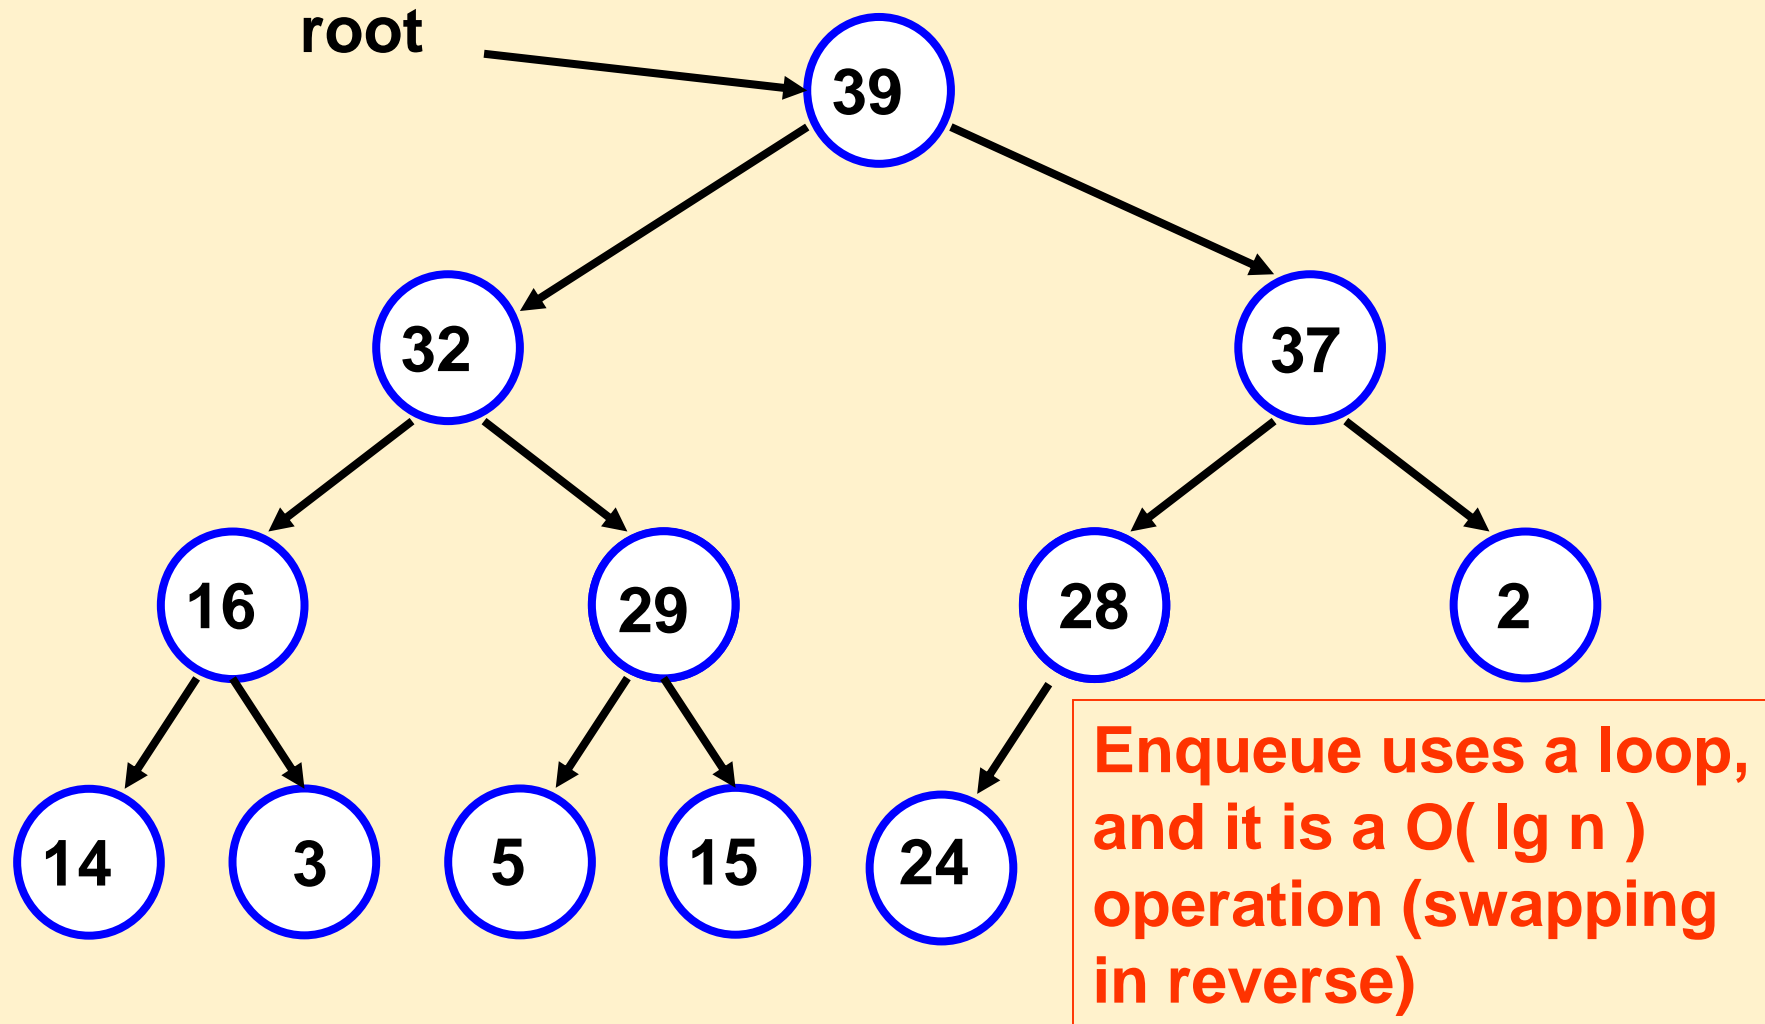 root
39
32
37
16
29
28
2
14
3
5
15
24
Enqueue uses a loop,
and it is a O( lg n )
operation (swapping
in reverse)